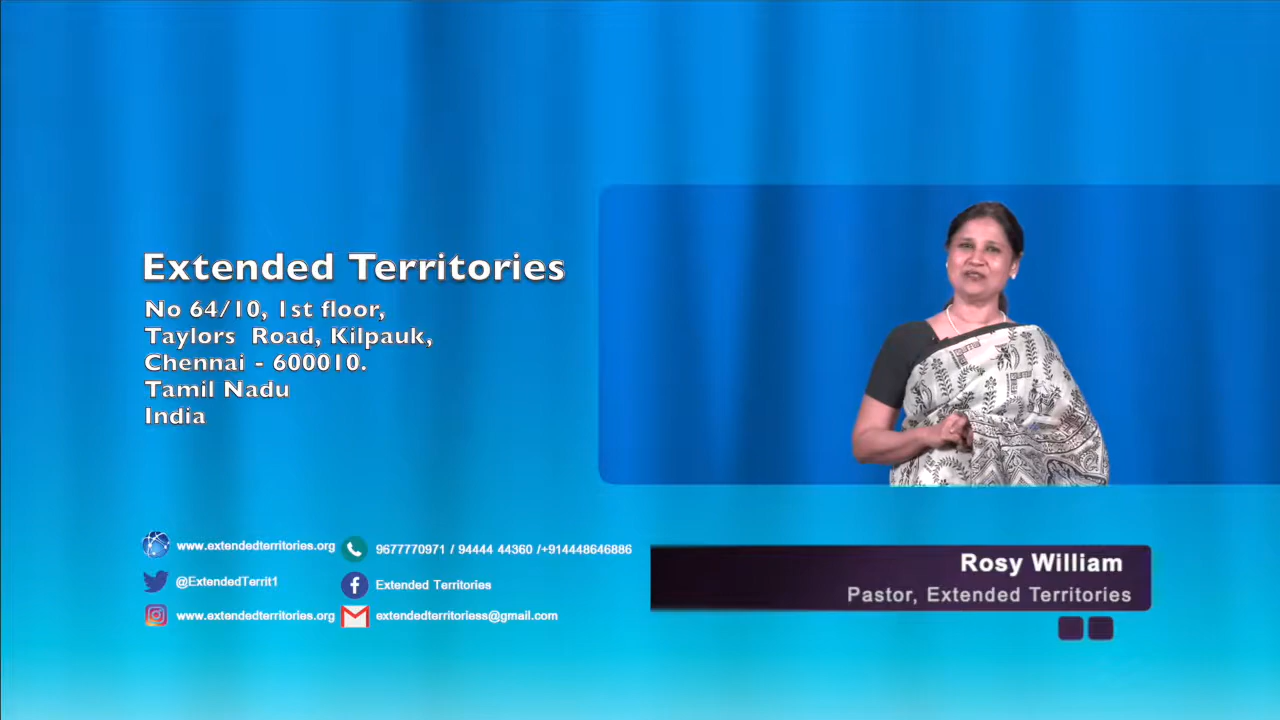 Extended Territories
No 64/10, 1st floor,
Taylors Road, Kilpauk,
Chennai - 600010.
Tamil Nadu
India
www.extendedterritories.org
9677770971 / 94444 44360 /+914448646886
@ExtendedTerrit1
Extended Territories
www.extendedterritories.org
extendedterritoriess@gmail.com
Rosy William
Pastor, Extended Territories